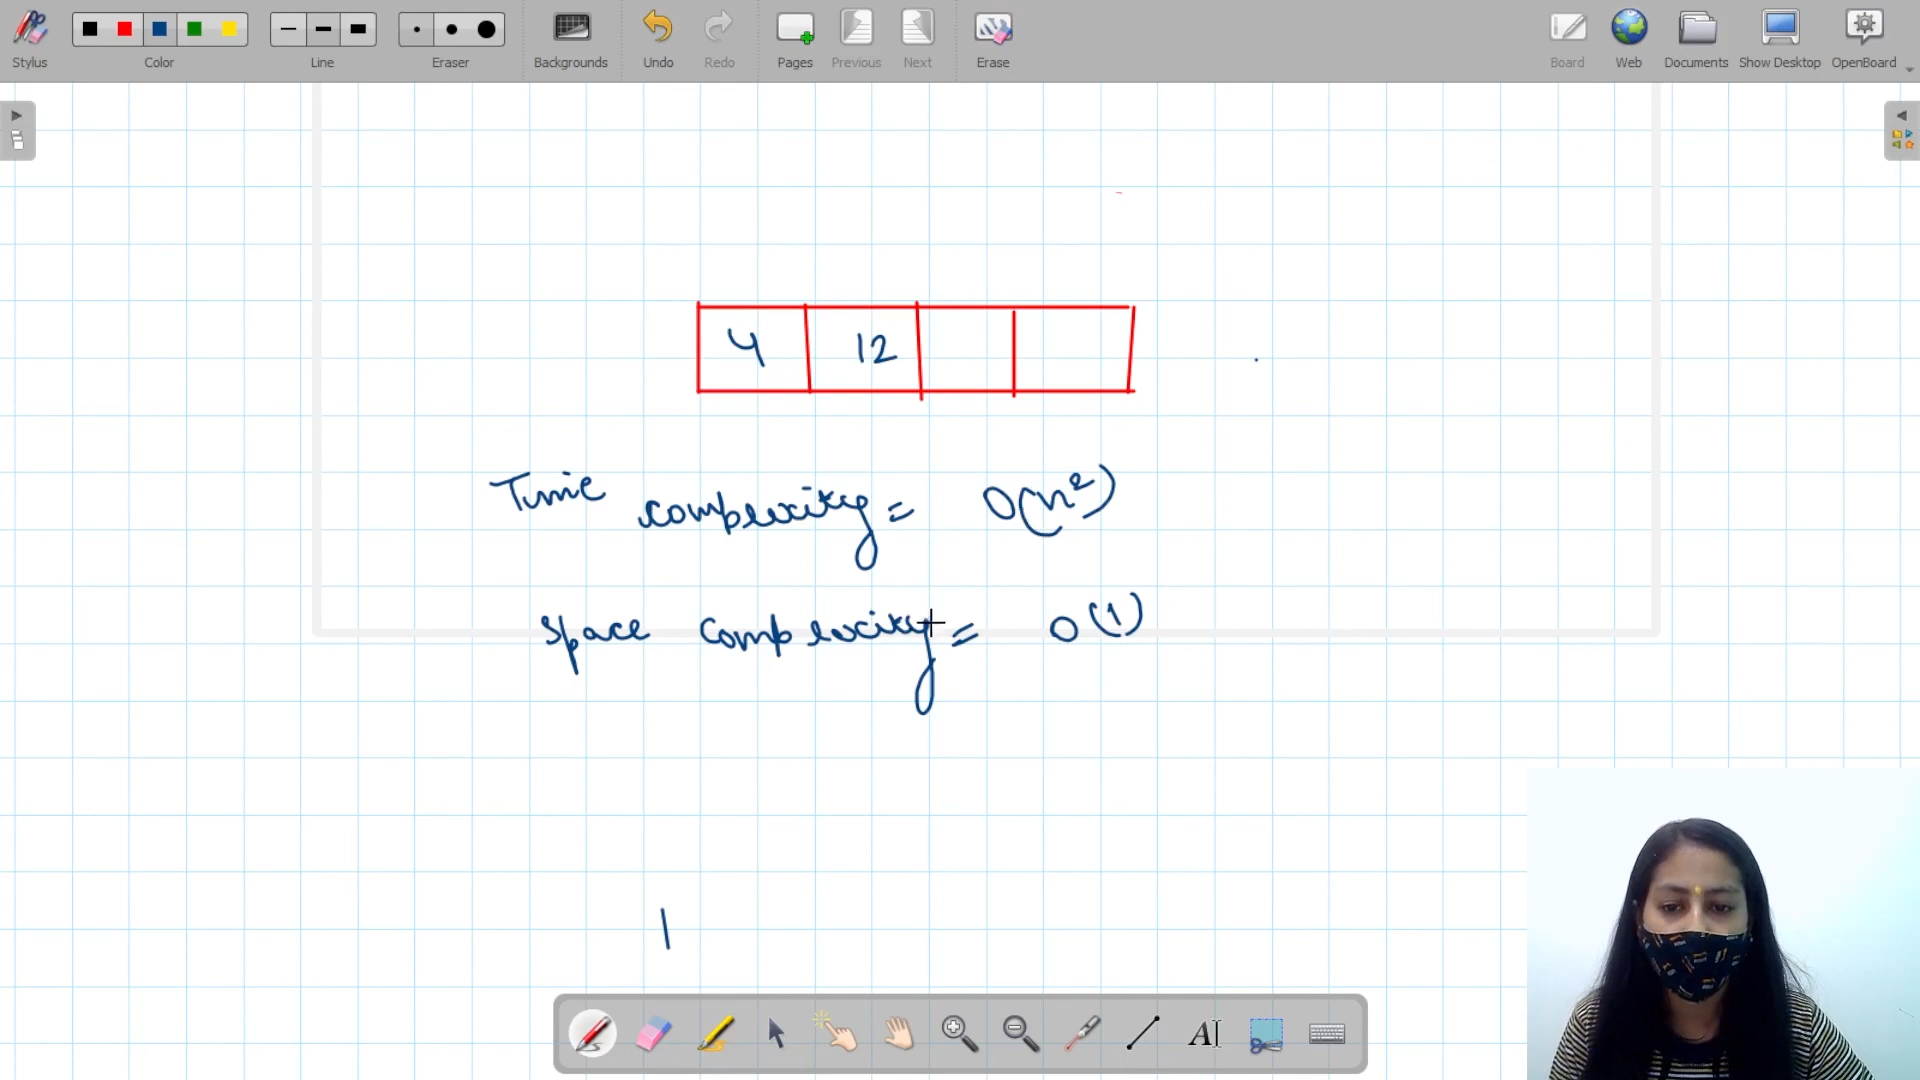 Stylus Color Line Eraser Backgrounds Undo Redo Pages Previous Next Erase Board Web Documents Show Desktop OpenBoard
4 12
Time complexity = O(n²)
Space complexity = O(1)
|
AI